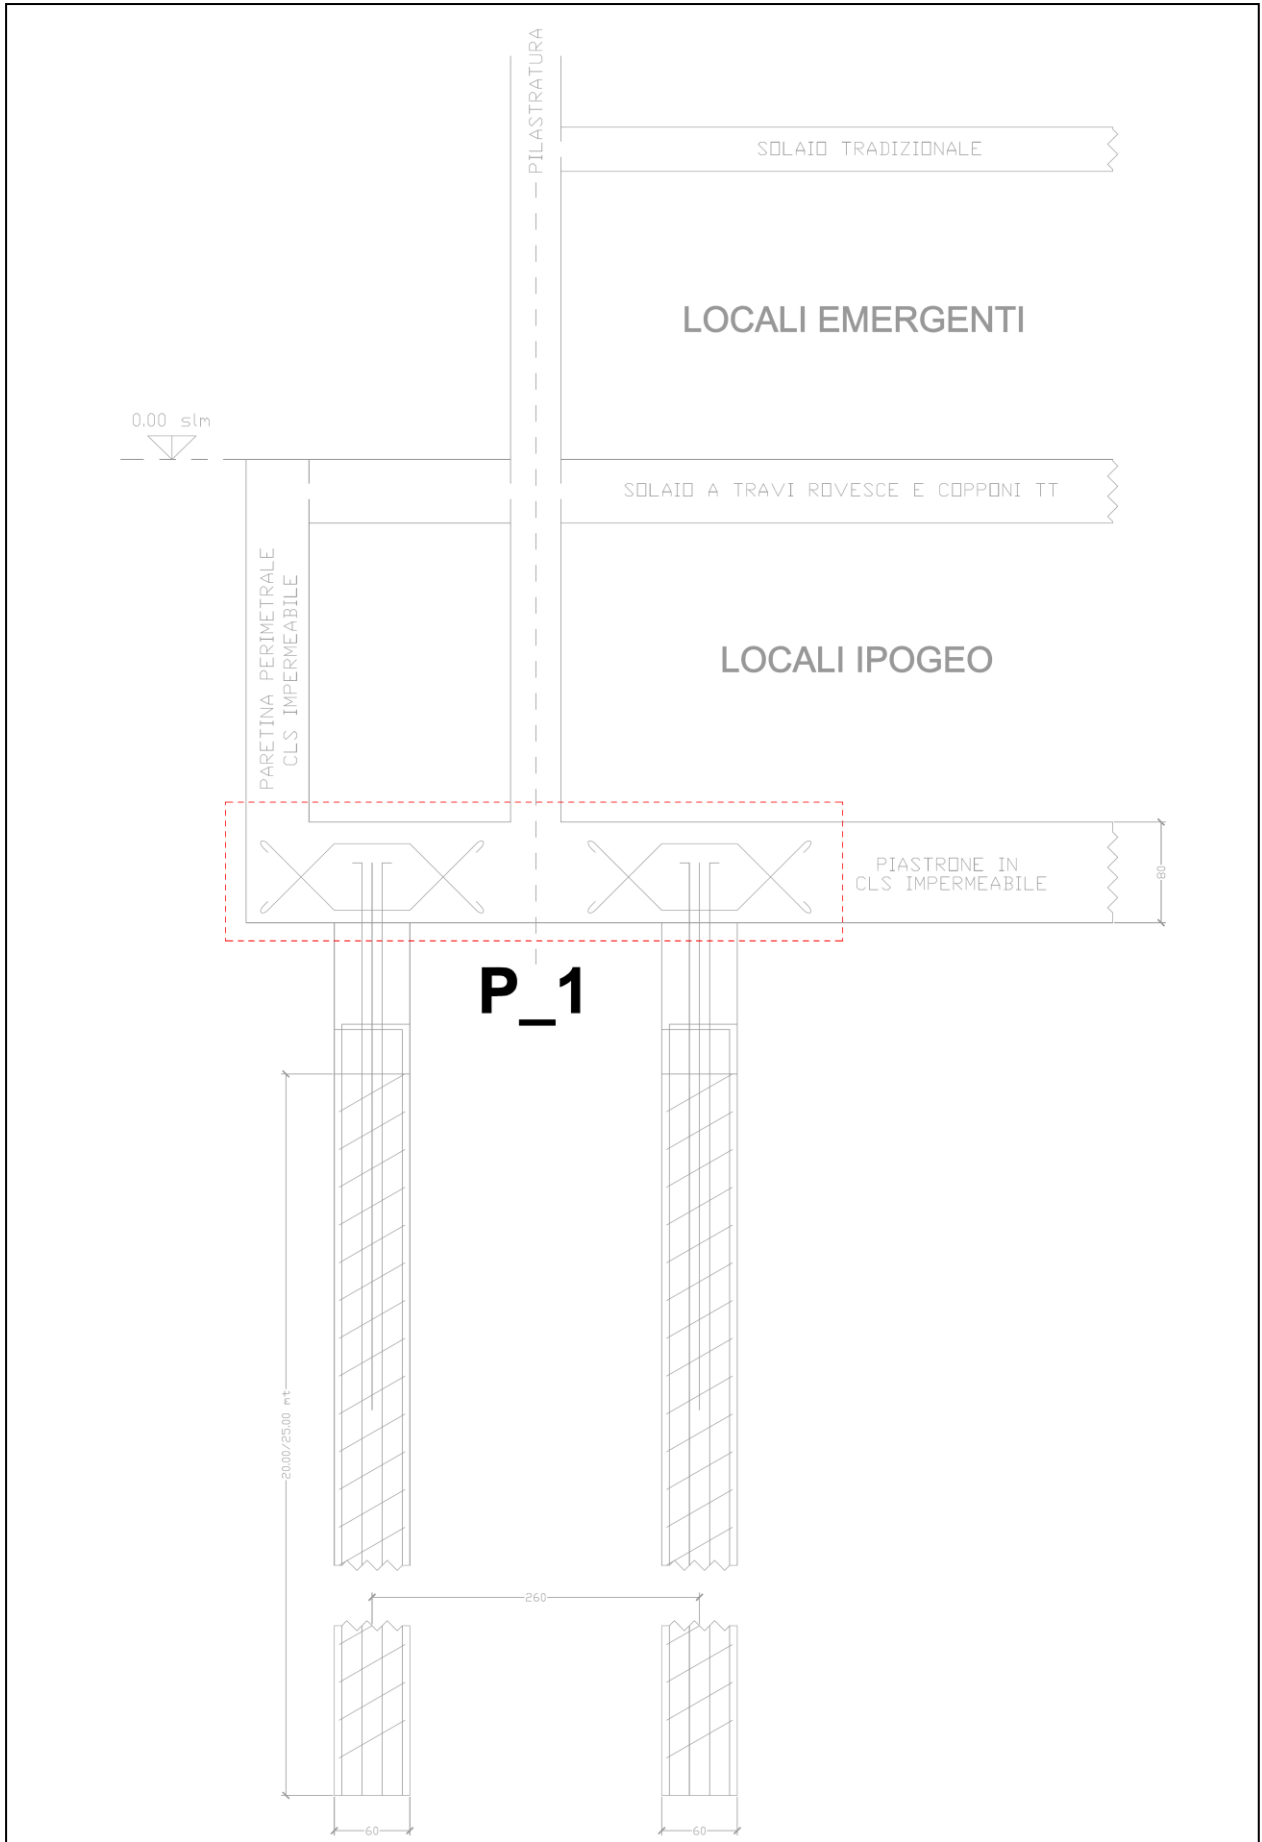 PILASTRATURA
SOLAIO TRADIZIONALE
LOCALI EMERGENTI
0.00 slm
SOLAIO A TRAVI ROVESCE E COPPONI TT
PARETINA PERIMETRALE
CLS IMPERMEABILE
LOCALI IPOGEO
PIASTRONE IN
CLS IMPERMEABILE
80
P_1
20.00/25.00 mt
260
60
60